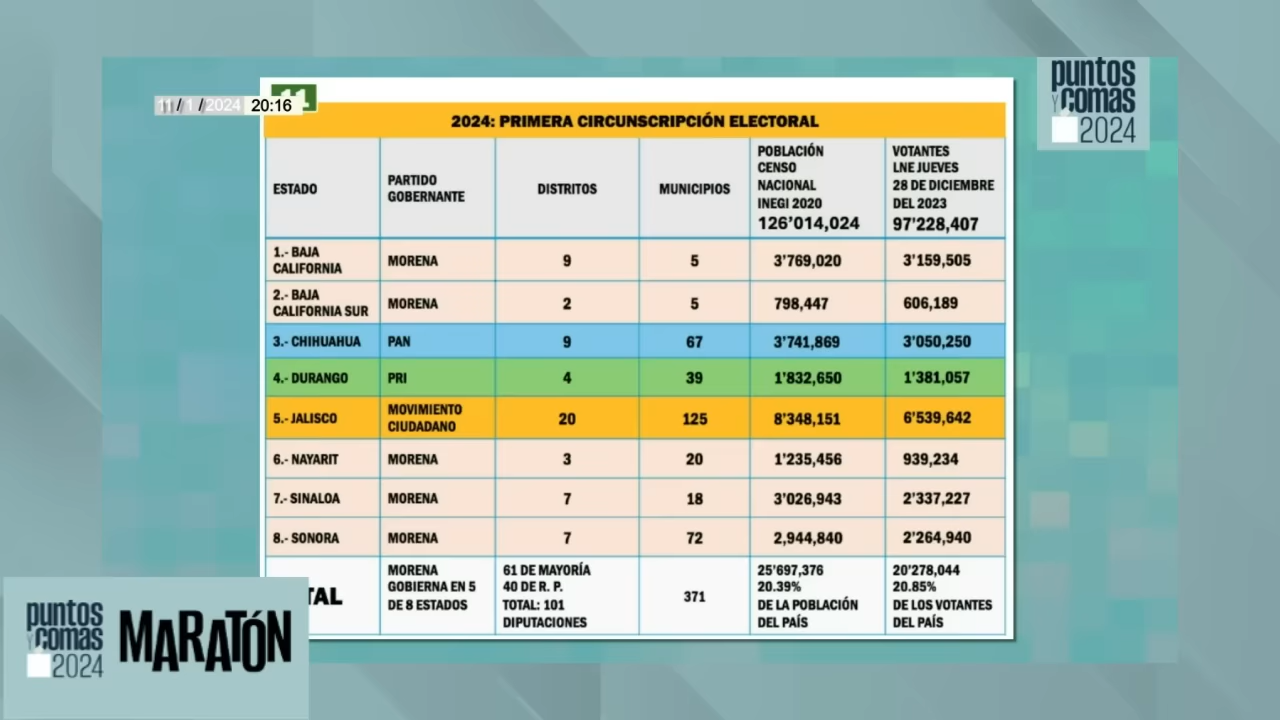 puntos
y comas
2024
11
11/ 1 /2024 20:16
2024: PRIMERA CIRCUNSCRIPCIÓN ELECTORAL
ESTADO
PARTIDO
GOBERNANTE
DISTRITOS
MUNICIPIOS
POBLACIÓN
CENSO
NACIONAL
INEGI 2020
126'014,024
VOTANTES
LNE JUEVES
28 DE DICIEMBRE
DEL 2023
97'228,407
1.- BAJA
CALIFORNIA
MORENA
9
5
3'769,020
3'159,505
2.- BAJA
CALIFORNIA SUR
MORENA
2
5
798,447
606,189
3.- CHIHUAHUA
PAN
9
67
3'741,869
3'050,250
4.- DURANGO
PRI
4
39
1'832,650
1'381,057
5.- JALISCO
MOVIMIENTO
CIUDADANO
20
125
8'348,151
6'539,642
6.- NAYARIT
MORENA
3
20
1'235,456
939,234
7.- SINALOA
MORENA
7
18
3'026,943
2'337,227
8.- SONORA
MORENA
7
72
2,944,840
2'264,940
TAL
MORENA
GOBIERNA EN 5
DE 8 ESTADOS
61 DE MAYORÍA
40 DE R. P.
TOTAL: 101
DIPUTACIONES
371
25'697,376
20.39%
DE LA POBLACIÓN
DEL PAÍS
20'278,044
20.85%
DE LOS VOTANTES
DEL PAÍS
puntos
y comas
2024
MARATÓN